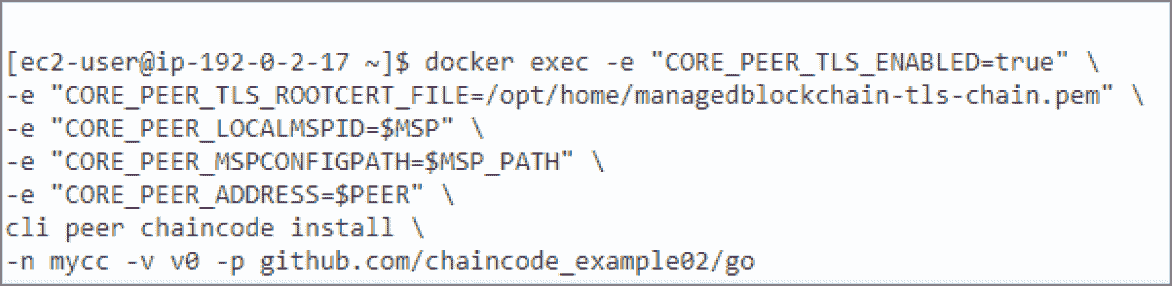 [ec2-user@ip-192-0-2-17 ~]$ docker exec -e "CORE_PEER_TLS_ENABLED=true" \
-e "CORE_PEER_TLS_ROOTCERT_FILE=/opt/home/managedblockchain-tls-chain.pem" \
-e "CORE_PEER_LOCALMSPID=$MSP" \
-e "CORE_PEER_MSPCONFIGPATH=$MSP_PATH" \
-e "CORE_PEER_ADDRESS=$PEER" \
cli peer chaincode install \
-n mycc -v v0 -p github.com/chaincode_example02/go